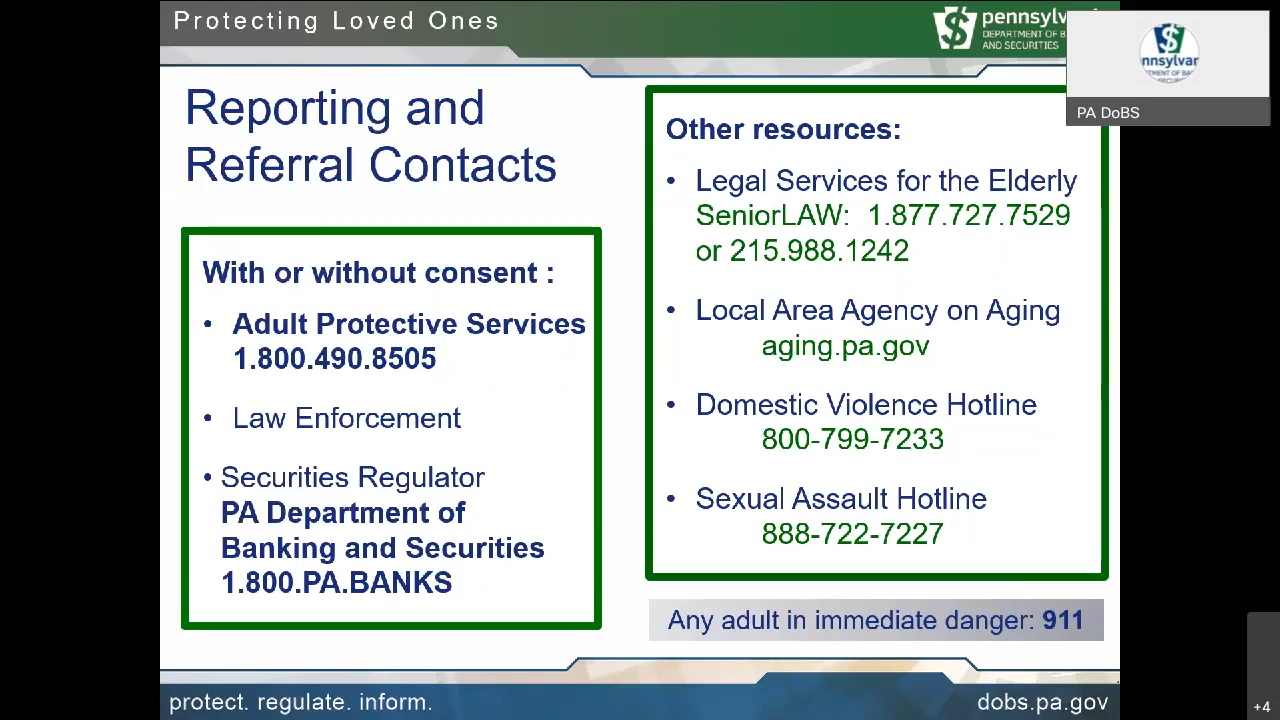 Protecting Loved Ones
pennsylv
DEPARTMENT OF B
AND SECURITIES
PA DoBS
Reporting and
Referral Contacts
With or without consent :
• Adult Protective Services
1.800.490.8505
• Law Enforcement
• Securities Regulator
PA Department of
Banking and Securities
1.800.PA.BANKS
Other resources:
• Legal Services for the Elderly
SeniorLAW: 1.877.727.7529
or 215.988.1242
• Local Area Agency on Aging
aging.pa.gov
• Domestic Violence Hotline
800-799-7233
• Sexual Assault Hotline
888-722-7227
Any adult in immediate danger: 911
protect. regulate. inform.
dobs.pa.gov
+4